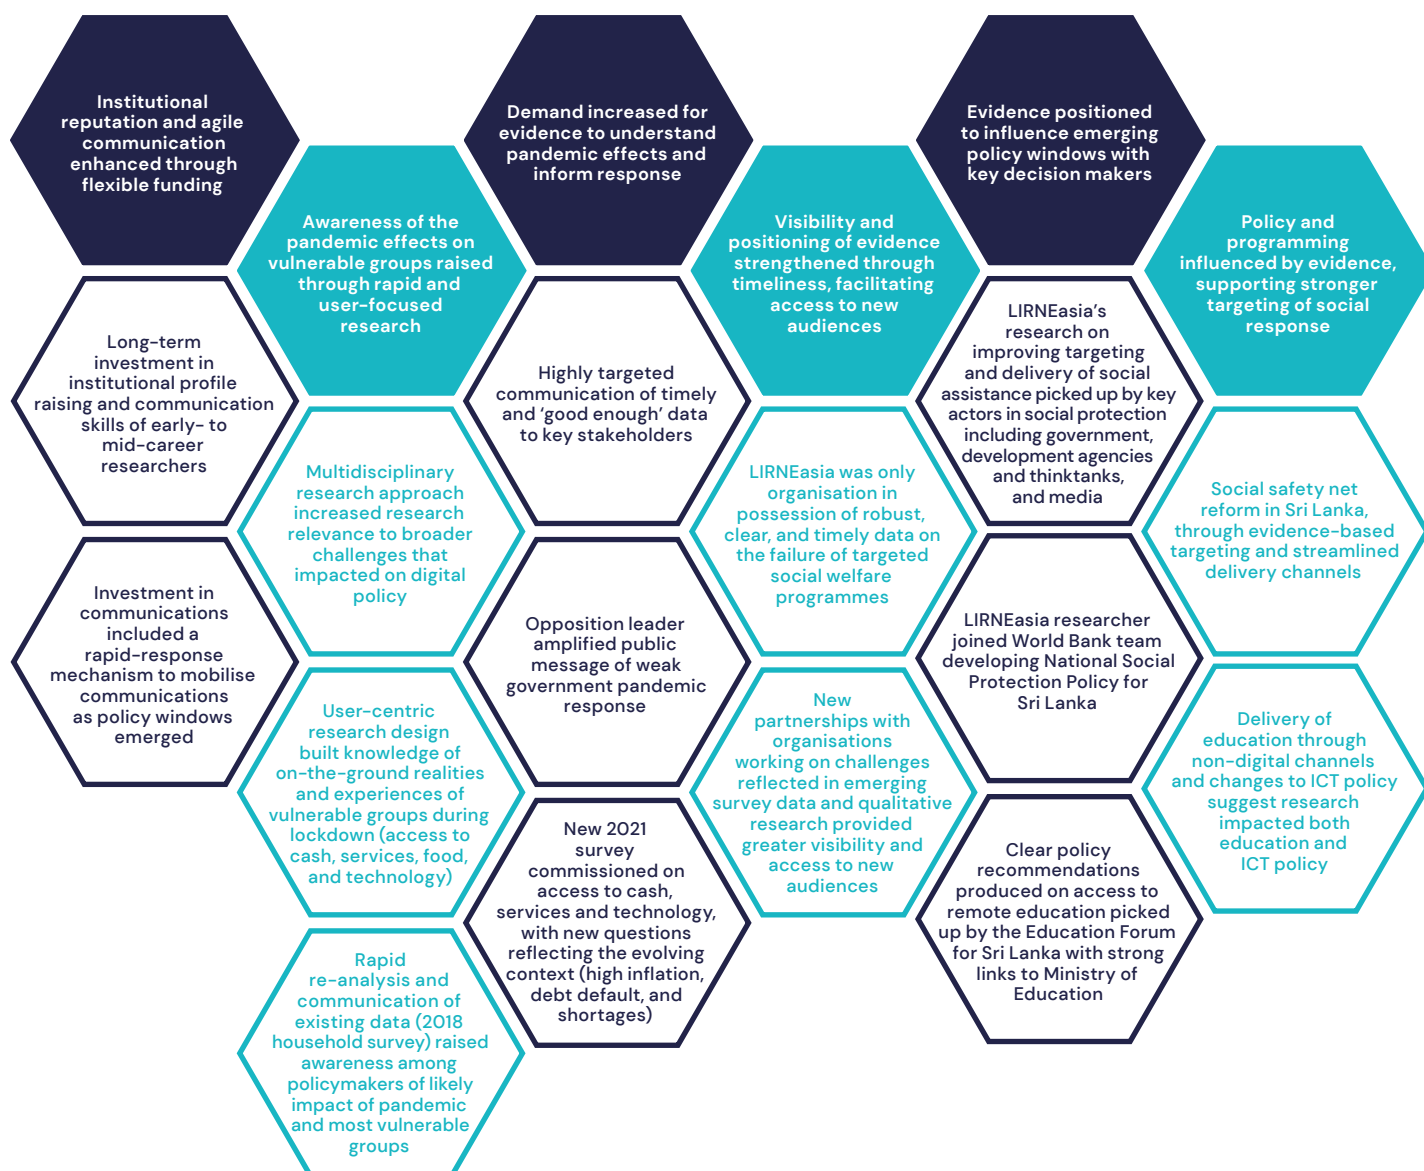 Institutional
reputation and agile
communication
enhanced through
flexible funding
Long-term
investment in
institutional profile
raising and communication
skills of early- to
mid-career
researchers
Investment in
communications
included a
rapid-response
mechanism to mobilise
communications
as policy windows
emerged
Awareness of the
pandemic effects on
vulnerable groups raised
through rapid and
user-focused
research
Multidisciplinary
research approach
increased research
relevance to broader
challenges that
impacted on digital
policy
User-centric
research design
built knowledge of
on-the-ground realities
and experiences of
vulnerable groups during
lockdown (access to
cash, services, food,
and technology)
Rapid
re-analysis and
communication of
existing data (2018
household survey) raised
awareness among
policymakers of likely
impact of pandemic
and most vulnerable
groups
Demand increased for
evidence to understand
pandemic effects and
inform response
Highly targeted
communication of timely
and ‘good enough’ data
to key stakeholders
Opposition leader
amplified public
message of weak
government pandemic
response
New 2021
survey
commissioned on
access to cash,
services and technology,
with new questions
reflecting the evolving
context (high inflation,
debt default, and
shortages)
Visibility and
positioning of evidence
strengthened through
timeliness, facilitating
access to new
audiences
LIRNEasia was only
organisation in
possession of robust,
clear, and timely data on
the failure of targeted
social welfare
programmes
New
partnerships with
organisations
working on challenges
reflected in emerging
survey data and qualitative
research provided
greater visibility and
access to new
audiences
Evidence positioned
to influence emerging
policy windows with
key decision makers
LIRNEasia’s
research on
improving targeting
and delivery of social
assistance picked up by key
actors in social protection
including government,
development agencies
and thinktanks,
and media
LIRNEasia researcher
joined World Bank team
developing National Social
Protection Policy for
Sri Lanka
Clear policy
recommendations
produced on access to
remote education picked
up by the Education Forum
for Sri Lanka with strong
links to Ministry of
Education
Policy and
programming
influenced by evidence,
supporting stronger
targeting of social
response
Social safety net
reform in Sri Lanka,
through evidence-based
targeting and streamlined
delivery channels
Delivery of
education through
non-digital channels
and changes to ICT policy
suggest research
impacted both
education and
ICT policy